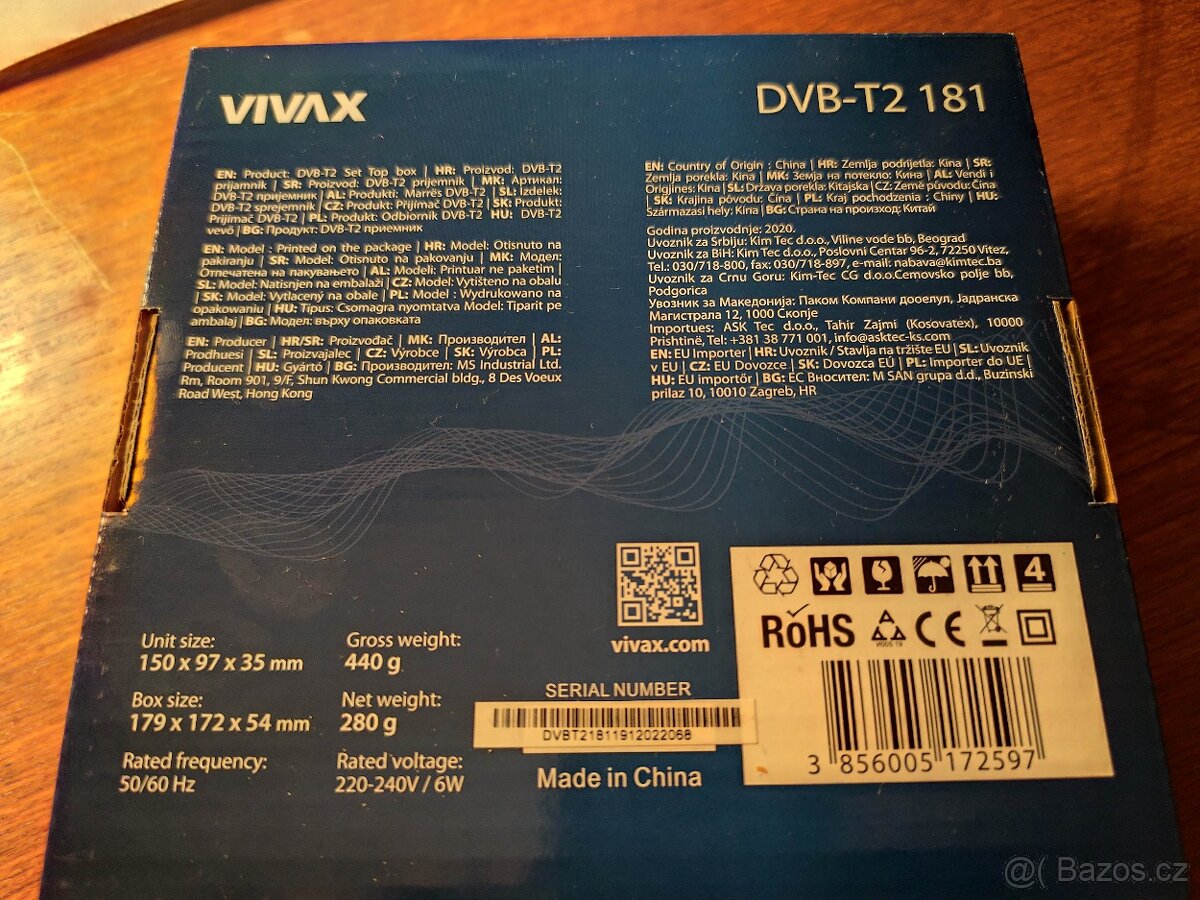 VIVAX
DVB-T2 181
EN: Product: DVB-T2 Set Top box | HR: Proizvod: DVB-T2
prijamnik | SR: Proizvod: DVB-T2 prijemnik | MK: Артикал:
DVB-T2 приjемник | AL: Produkti: Marrës DVB-T2 | SL: Izdelek:
DVB-T2 sprejemnik | CZ: Produkt: Přijímač DVB-T2 | SK: Produkt:
Prijímač DVB-T2 | PL: Produkt: Odbiornik DVB-T2 HU: DVB-T2
vevő | BG: Продукт: DVB-T2 приемник
EN: Model : Printed on the package | HR: Model: Otisnuto na
pakiranju | SR: Model: Otisnuto na pakovanju | MK: Модел:
Отпечатена на пакувањето | AL: Modeli: Printuar ne paketim |
SL: Model: Natisnjen na embalaži | CZ: Model: Vytištěno na obalu
| SK: Model: Vytlacený na obale | PL: Model : Wydrukowano na
opakowaniu | HU: Típus: Csomagra nyomtatva Model: Tiparit pe
ambalaj | BG: Модел: върху опаковката
EN: Producer | HR/SR: Proizvođač | MK: Производител | AL:
Prodhuesi | SL: Proizvajalec | CZ: Výrobce | SK: Výrobca | PL:
Producent | HU: Gyártó | BG: Производител: MS Industrial Ltd.
Rm, Room 901, 9/F, Shun Kwong Commercial bldg., 8 Des Voeux
Road West, Hong Kong
EN: Country of Origin : China | HR: Zemlja podrijetla: Kina | SR:
Zemlja porekla: Kina | MK: Земја на потекло: Кина | AL: Vendi i
Origjines: Kina | SL: Država porekla: Kitajska | CZ: Země původu: Čína
| SK: Krajina pôvodu: Čína | PL: Kraj pochodzenia : Chiny | HU:
Származasi hely: Kína | BG: Страна на произход: Китай
Godina proizvodnje: 2020.
Uvoznik za Srbiju: Kim Tec d.o.o., Viline vode bb, Beograd
Uvoznik za BiH: Kim Tec d.o.o., Poslovni Centar 96-2, 72250 Vitez,
Tel.: 030/718-800, fax: 030/718-897, e-mail: nabava@kimtec.ba
Uvoznik za Crnu Goru: Kim-Tec CG d.o.o.Cemovsko polje bb,
Podgorica
Увозник за Македонија: Паком Компани дооелул, Јадранска
Магистрала 12, 1000 Скопје
Importues: ASK Tec d.o.o., Tahir Zajmi (Kosovatex), 10000
Prishtinë, Tel.: +381 38 771 001, info@asktec-ks.com
EN: EU Importer | HR: Uvoznik / Stavlja na tržište EU | SL: Uvoznik
v EU | CZ: EU Dovozce | SK: Dovozca EÚ | PL: Importer do UE |
HU: EU importőr | BG: ЕС Вносител: M SAN grupa d.d., Buzinski
prilaz 10, 10010 Zagreb, HR
Unit size:
150 x 97 x 35 mm
Gross weight:
440 g
Box size:
179 x 172 x 54 mm
Net weight:
280 g
Rated frequency:
50/60 Hz
Rated voltage:
220-240V / 6W
vivax.com
SERIAL NUMBER
DVBT21811912022068
Made in China
4
RoHS
CE
3 856005 172597
@( Bazos.cz